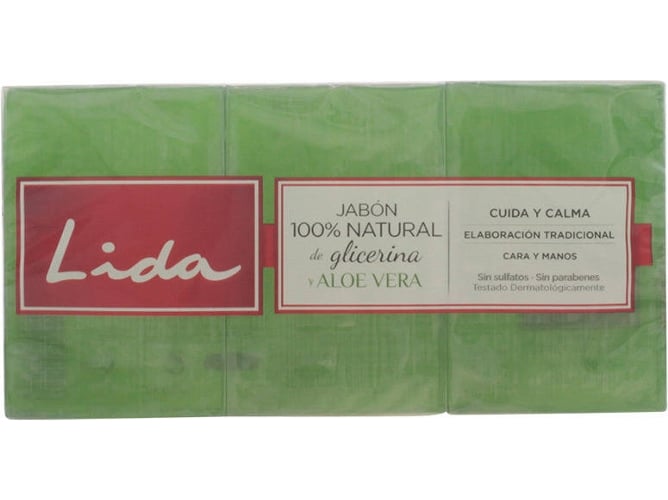 Lida
JABÓN
100% NATURAL
de glicerina
y ALOE VERA
CUIDA Y CALMA
ELABORACIÓN TRADICIONAL
CARA Y MANOS
Sin sulfatos - Sin parabenes
Testado Dermatológicamente